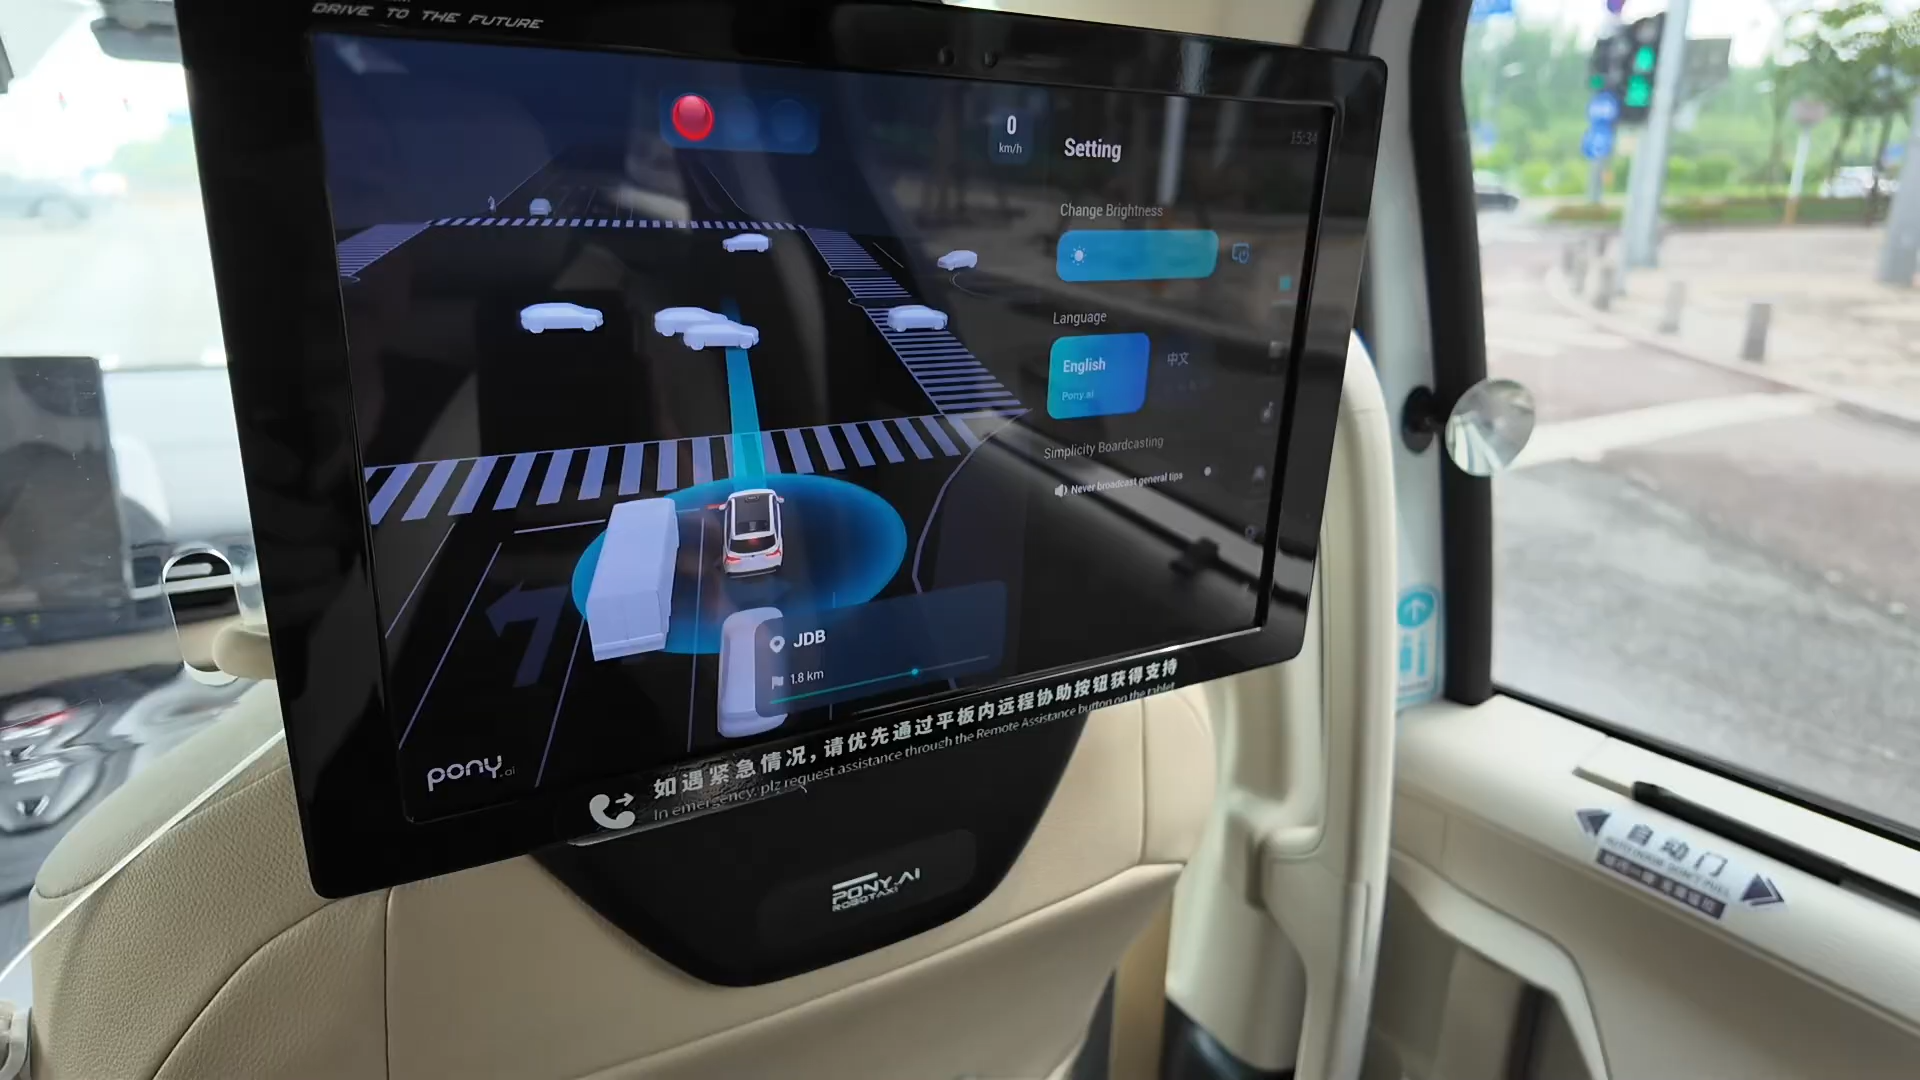 DRIVE TO THE FUTURE
0
km/h
Setting
15:34
Change Brightness
Language
English
中文
Pony.ai
Simplicity Boardcasting
Never broadcast general tips
JDB
1.8 km
pony.ai
如遇紧急情况，请优先通过平板内远程协助按钮获得支持
In emergency, plz request assistance through the Remote Assistance button on the tablet
PONY.AI
ROBOTAXI
自动门